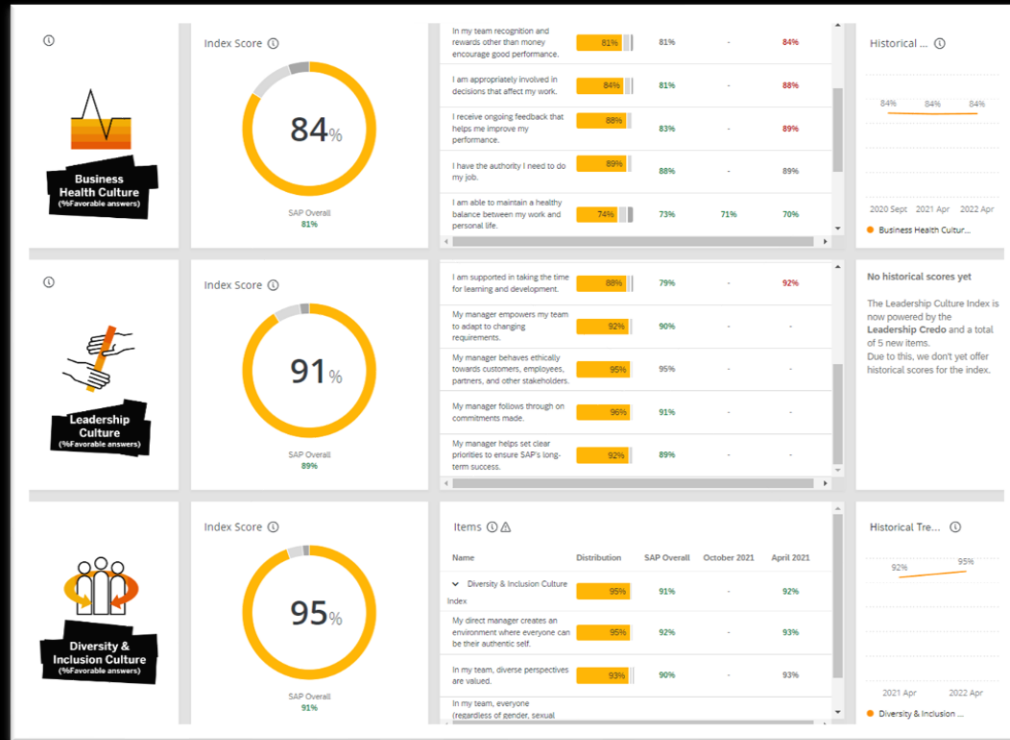 Business
Health Culture
(%Favorable answers)
Index Score
84%
SAP Overall
81%
In my team recognition and
rewards other than money
encourage good performance.
81% 81% - 84%
I am appropriately involved in
decisions that affect my work.
84% 81% - 88%
I receive ongoing feedback that
helps me improve my
performance.
88% 83% - 89%
I have the authority I need to do
my job.
89% 88% - 89%
I am able to maintain a healthy
balance between my work and
personal life.
74% 73% 71% 70%
Historical ...
84% 84% 84%
2020 Sept 2021 Apr 2022 Apr
Business Health Cultur...
Leadership
Culture
(%Favorable answers)
Index Score
91%
SAP Overall
89%
I am supported in taking the time
for learning and development.
88% 79% - 92%
My manager empowers my team
to adapt to changing
requirements.
92% 90% - -
My manager behaves ethically
towards customers, employees,
partners, and other stakeholders.
95% 95% - -
My manager follows through on
commitments made.
96% 91% - -
My manager helps set clear
priorities to ensure SAP's long-
term success.
92% 89% - -
No historical scores yet
The Leadership Culture Index is
now powered by the
Leadership Credo and a total
of 5 new items.
Due to this, we don't yet offer
historical scores for the index.
Diversity &
Inclusion Culture
(%Favorable answers)
Index Score
95%
SAP Overall
91%
Items
Name Distribution SAP Overall October 2021 April 2021
Diversity & Inclusion Culture
Index
95% 91% - 92%
My direct manager creates an
environment where everyone can
be their authentic self.
95% 92% - 93%
In my team, diverse perspectives
are valued.
93% 90% - 93%
In my team, everyone
(regardless of gender, sexual
Historical Tre...
92% 95%
2021 Apr 2022 Apr
Diversity & Inclusion ...